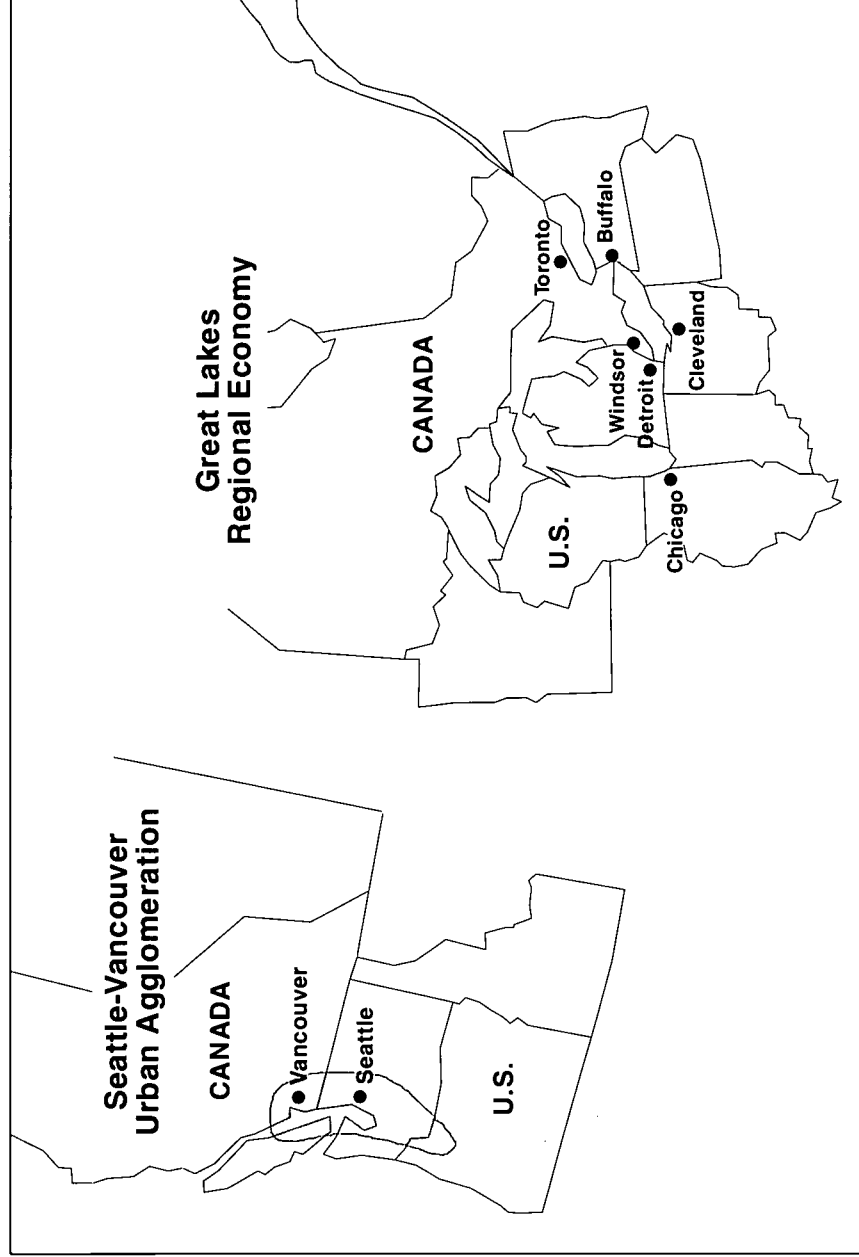 Seattle-Vancouver
Urban Agglomeration
CANADA
Vancouver
Seattle
U.S.
Great Lakes
Regional Economy
CANADA
Toronto
Buffalo
Windsor
Detroit
Cleveland
U.S.
Chicago